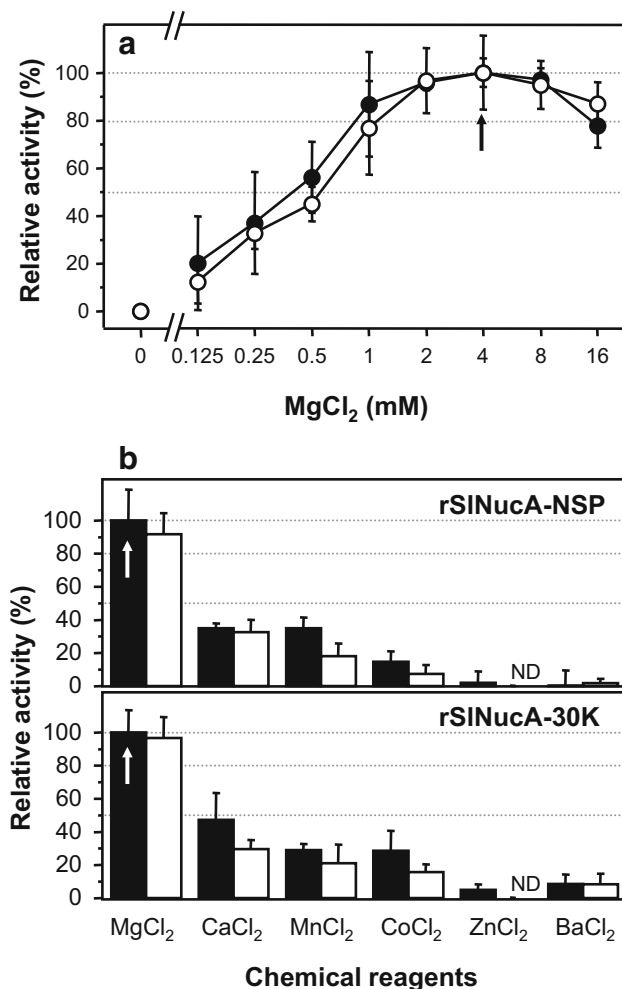 a
Relative activity (%)
100
80
60
40
20
0
0 0.125 0.25 0.5 1 2 4 8 16
MgCl₂ (mM)
b
rSlNucA-NSP
Relative activity (%)
100
80
60
40
20
0
ND
rSlNucA-30K
100
80
60
40
20
0
ND
MgCl₂ CaCl₂ MnCl₂ CoCl₂ ZnCl₂ BaCl₂
Chemical reagents